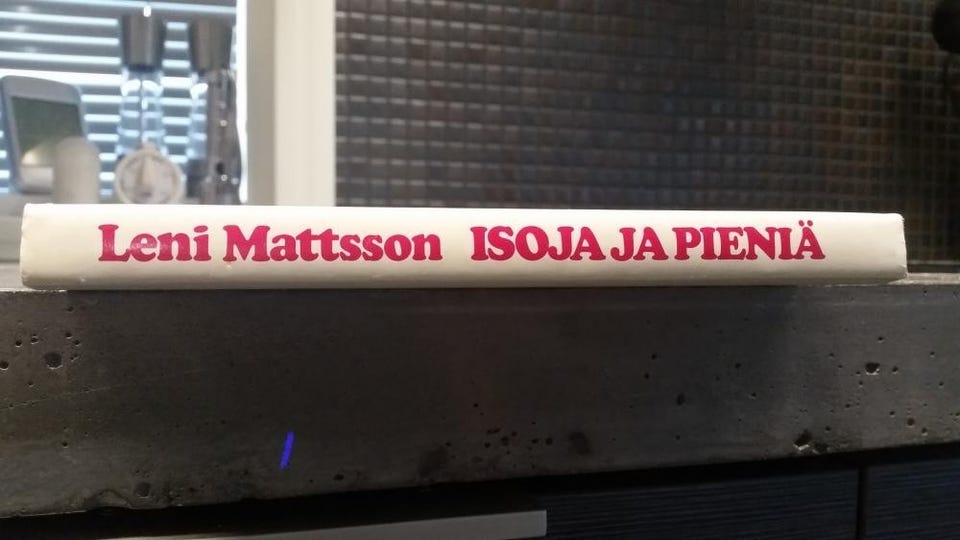 Leni Mattsson ISOJA JA PIENIÄ